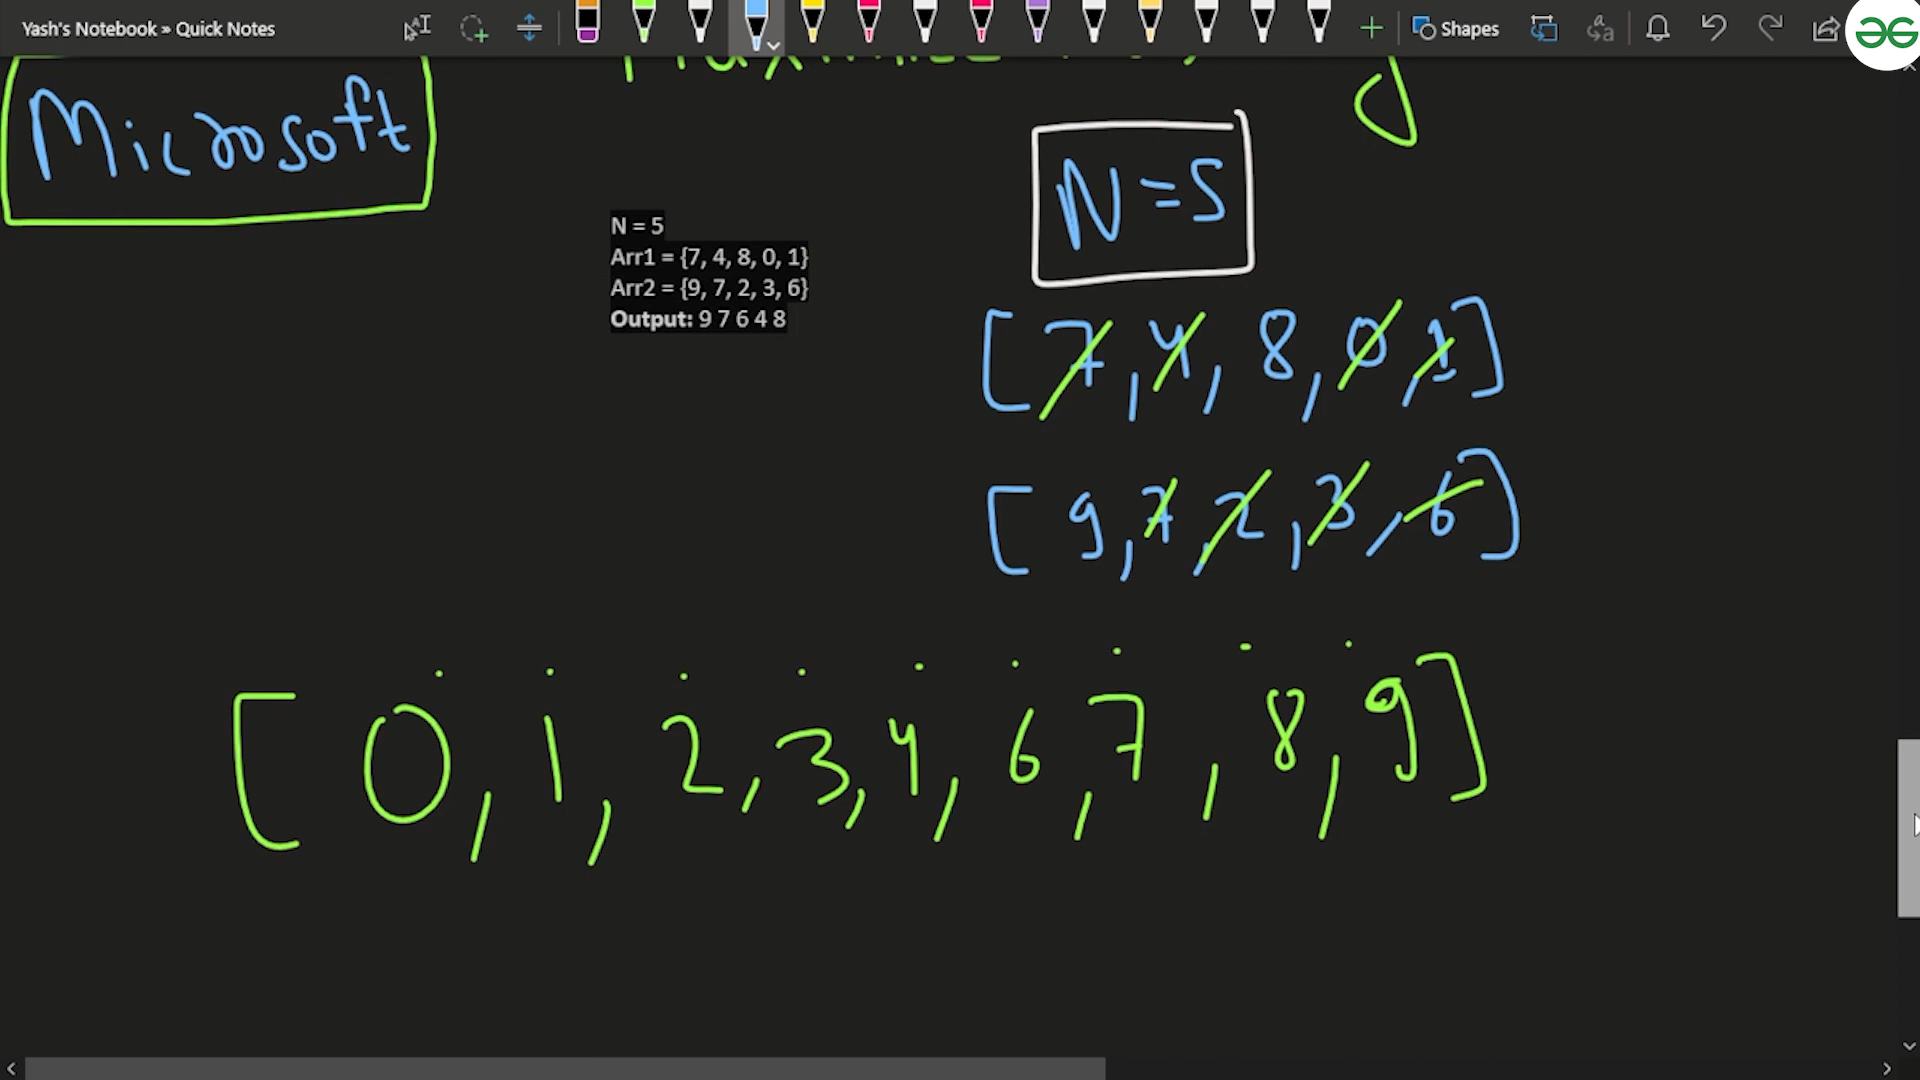 Yash's Notebook » Quick Notes
Shapes
Microsoft
N=5
N = 5
Arr1 = {7, 4, 8, 0, 1}
Arr2 = {9, 7, 2, 3, 6}
Output: 9 7 6 4 8
[7, 4, 8, 0, 1]
[9, 7, 2, 3, 6]
[0, 1, 2, 3, 4, 6, 7, 8, 9]